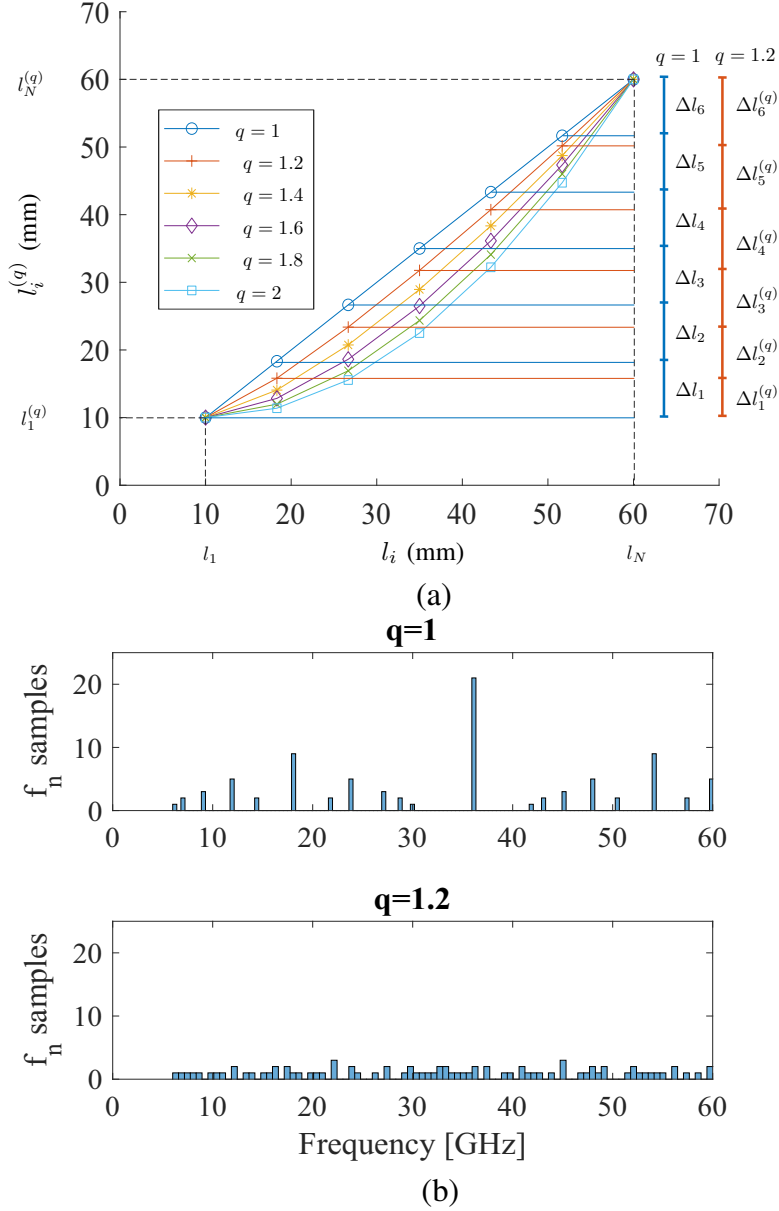 70
60
50
40
30
20
10
0
l_N^{(q)}
l_i^{(q)} (mm)
l_1^{(q)}
q = 1
q = 1.2
q = 1.4
q = 1.6
q = 1.8
q = 2
q = 1 q = 1.2
Δl_6 Δl_6^{(q)}
Δl_5 Δl_5^{(q)}
Δl_4 Δl_4^{(q)}
Δl_3 Δl_3^{(q)}
Δl_2 Δl_2^{(q)}
Δl_1 Δl_1^{(q)}
0 10 20 30 40 50 60 70
l_1 l_i (mm) l_N
(a)
q=1
f_n samples
20
10
0
0 10 20 30 40 50 60
q=1.2
f_n samples
20
10
0
0 10 20 30 40 50 60
Frequency [GHz]
(b)